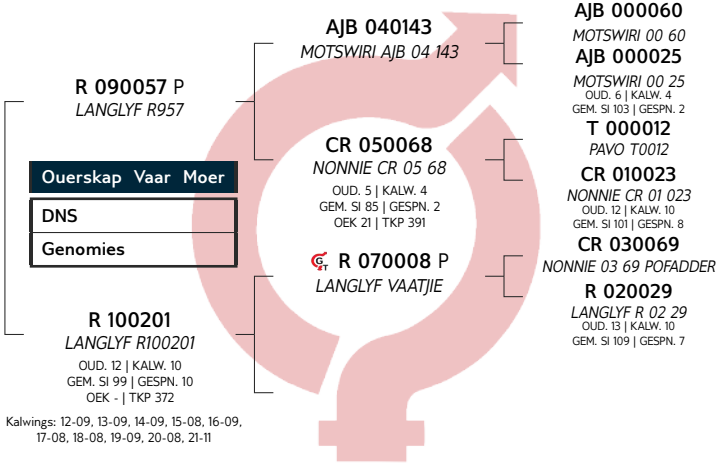 R 090057 P
LANGLYF R957
Ouerskap Vaar Moer
DNS
Genomies
R 100201
LANGLYF R100201
OUD. 12 | KALW. 10
GEM. SI 99 | GESPN. 10
OEK - | TKP 372
Kalwings: 12-09, 13-09, 14-09, 15-08, 16-09,
17-08, 18-08, 19-09, 20-08, 21-11
AJB 040143
MOTSWIRI AJB 04 143
CR 050068
NONNIE CR 05 68
OUD. 5 | KALW. 4
GEM. SI 85 | GESPN. 2
OEK 21 | TKP 391
GT R 070008 P
LANGLYF VAATJIE
AJB 000060
MOTSWIRI 00 60
AJB 000025
MOTSWIRI 00 25
OUD. 6 | KALW. 4
GEM. SI 103 | GESPN. 2
T 000012
PAVO T0012
CR 010023
NONNIE CR 01 023
OUD. 12 | KALW. 10
GEM. SI 101 | GESPN. 8
CR 030069
NONNIE 03 69 POFADDER
R 020029
LANGLYF R 02 29
OUD. 13 | KALW. 10
GEM. SI 109 | GESPN. 7